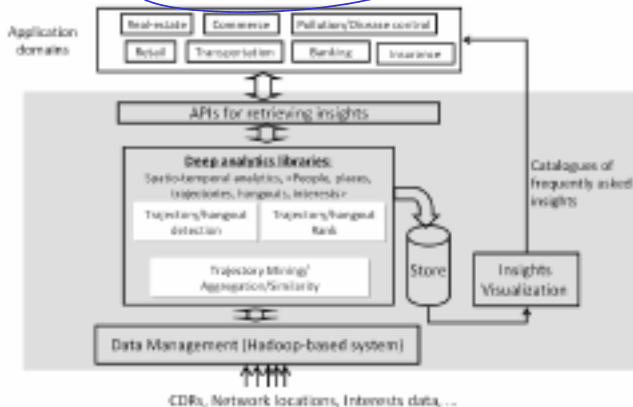 Application
domains
Real-estate
Commerce
Pollution/Disease control
Retail
Transportation
Banking
Insurance
APIs for retrieving insights
Deep analytics libraries:
Spatio-temporal analytics, <People, places,
trajectories, hangouts, interests>
Trajectory/hangout
detection
Trajectory/hangout
Rank
Trajectory Mining/
Aggregation/Similarity
Store
Insights
Visualization
Catalogues of
frequently asked
insights
Data Management (Hadoop-based system)
CDRs, Network locations, Interests data, ...